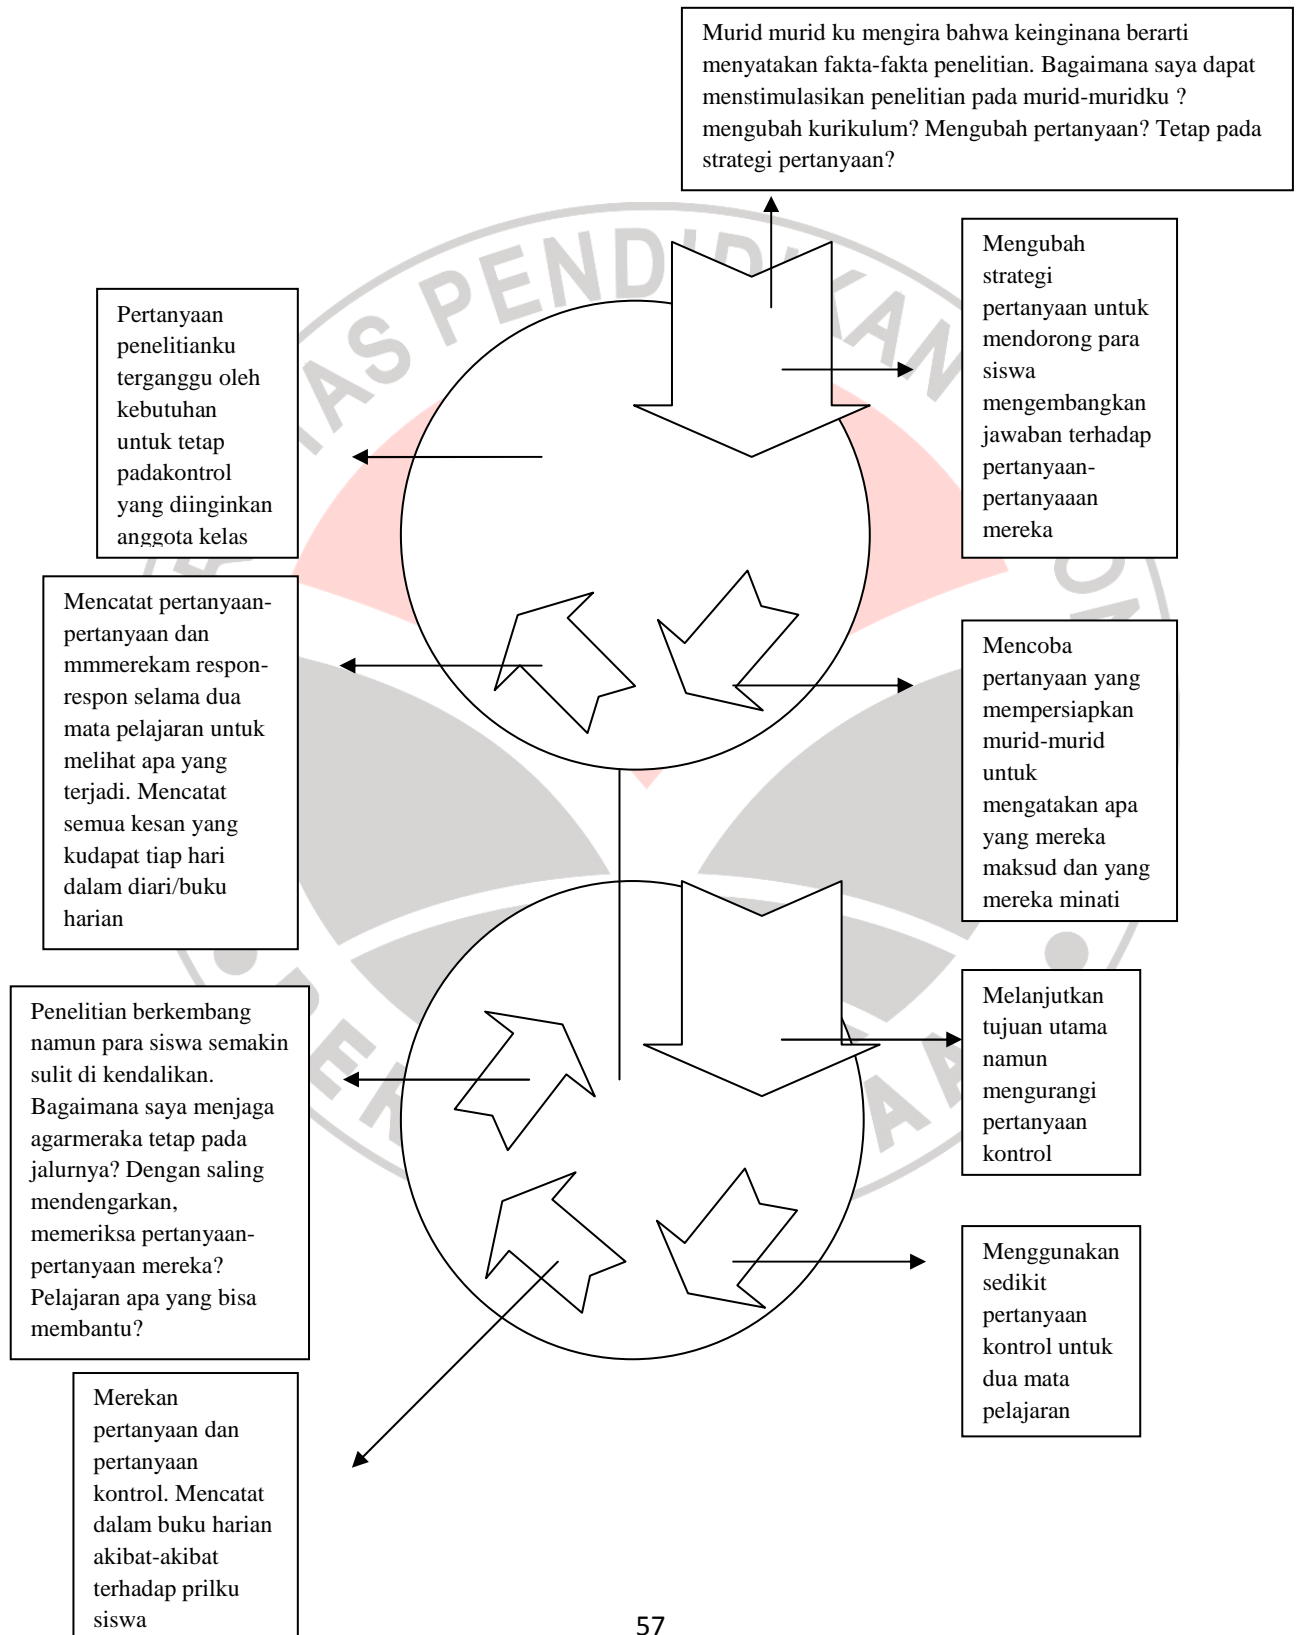 Murid murid ku mengira bahwa keinginana berarti
menyatakan fakta-fakta penelitian. Bagaimana saya dapat
menstimulasikan penelitian pada murid-muridku ?
mengubah kurikulum? Mengubah pertanyaan? Tetap pada
strategi pertanyaan?
Mengubah
strategi
pertanyaan untuk
mendorong para
siswa
mengembangkan
jawaban terhadap
pertanyaan-
pertanyaaan
mereka
Pertanyaan
penelitianku
terganggu oleh
kebutuhan
untuk tetap
padakontrol
yang diinginkan
anggota kelas
Mencatat pertanyaan-
pertanyaan dan
mmmerekam respon-
respon selama dua
mata pelajaran untuk
melihat apa yang
terjadi. Mencatat
semua kesan yang
kudapat tiap hari
dalam diari/buku
harian
Mencoba
pertanyaan yang
mempersiapkan
murid-murid
untuk
mengatakan apa
yang mereka
maksud dan yang
mereka minati
Penelitian berkembang
namun para siswa semakin
sulit di kendalikan.
Bagaimana saya menjaga
agarmeraka tetap pada
jalurnya? Dengan saling
mendengarkan,
memeriksa pertanyaan-
pertanyaan mereka?
Pelajaran apa yang bisa
membantu?
Melanjutkan
tujuan utama
namun
mengurangi
pertanyaan
kontrol
Menggunakan
sedikit
pertanyaan
kontrol untuk
dua mata
pelajaran
Merekan
pertanyaan dan
pertanyaan
kontrol. Mencatat
dalam buku harian
akibat-akibat
terhadap prilku
siswa
57